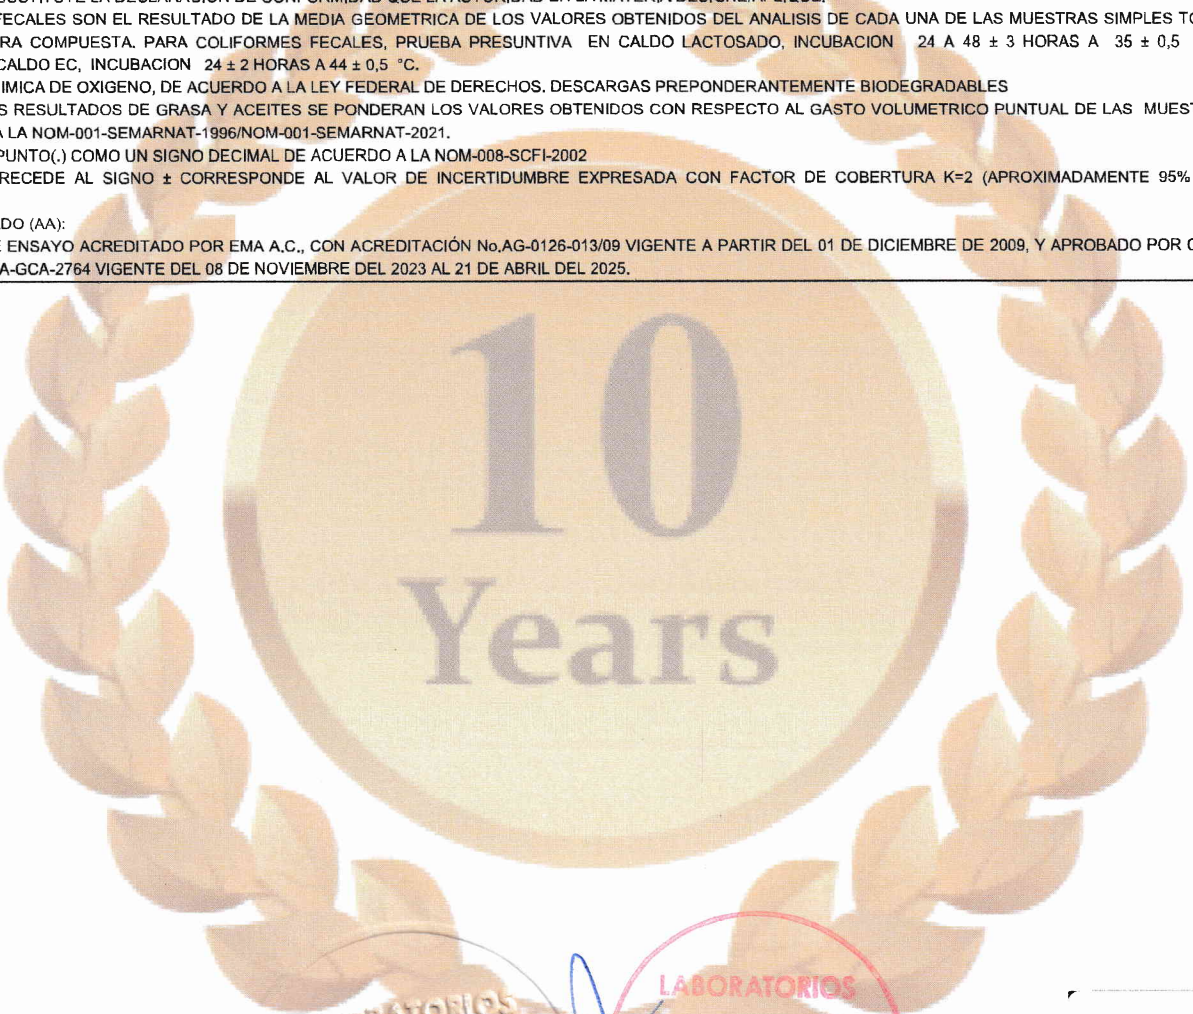 FECALES SON EL RESULTADO DE LA MEDIA GEOMETRICA DE LOS VALORES OBTENIDOS DEL ANALISIS DE CADA UNA DE LAS MUESTRAS SIMPLES TO
RA COMPUESTA. PARA COLIFORMES FECALES, PRUEBA PRESUNTIVA EN CALDO LACTOSADO, INCUBACION 24 A 48 ± 3 HORAS A 35 ± 0,5
CALDO EC, INCUBACION 24 ± 2 HORAS A 44 ± 0,5 °C.
IMICA DE OXIGENO, DE ACUERDO A LA LEY FEDERAL DE DERECHOS. DESCARGAS PREPONDERANTEMENTE BIODEGRADABLES
S RESULTADOS DE GRASA Y ACEITES SE PONDERAN LOS VALORES OBTENIDOS CON RESPECTO AL GASTO VOLUMETRICO PUNTUAL DE LAS MUEST
A LA NOM-001-SEMARNAT-1996/NOM-001-SEMARNAT-2021.
PUNTO(.) COMO UN SIGNO DECIMAL DE ACUERDO A LA NOM-008-SCFI-2002
RECEDE AL SIGNO ± CORRESPONDE AL VALOR DE INCERTIDUMBRE EXPRESADA CON FACTOR DE COBERTURA K=2 (APROXIMADAMENTE 95%
DO (AA):
E ENSAYO ACREDITADO POR EMA A.C., CON ACREDITACIÓN No.AG-0126-013/09 VIGENTE A PARTIR DEL 01 DE DICIEMBRE DE 2009, Y APROBADO POR C
A-GCA-2764 VIGENTE DEL 08 DE NOVIEMBRE DEL 2023 AL 21 DE ABRIL DEL 2025.
10
Years
LABORATORIOS
RATORIOS